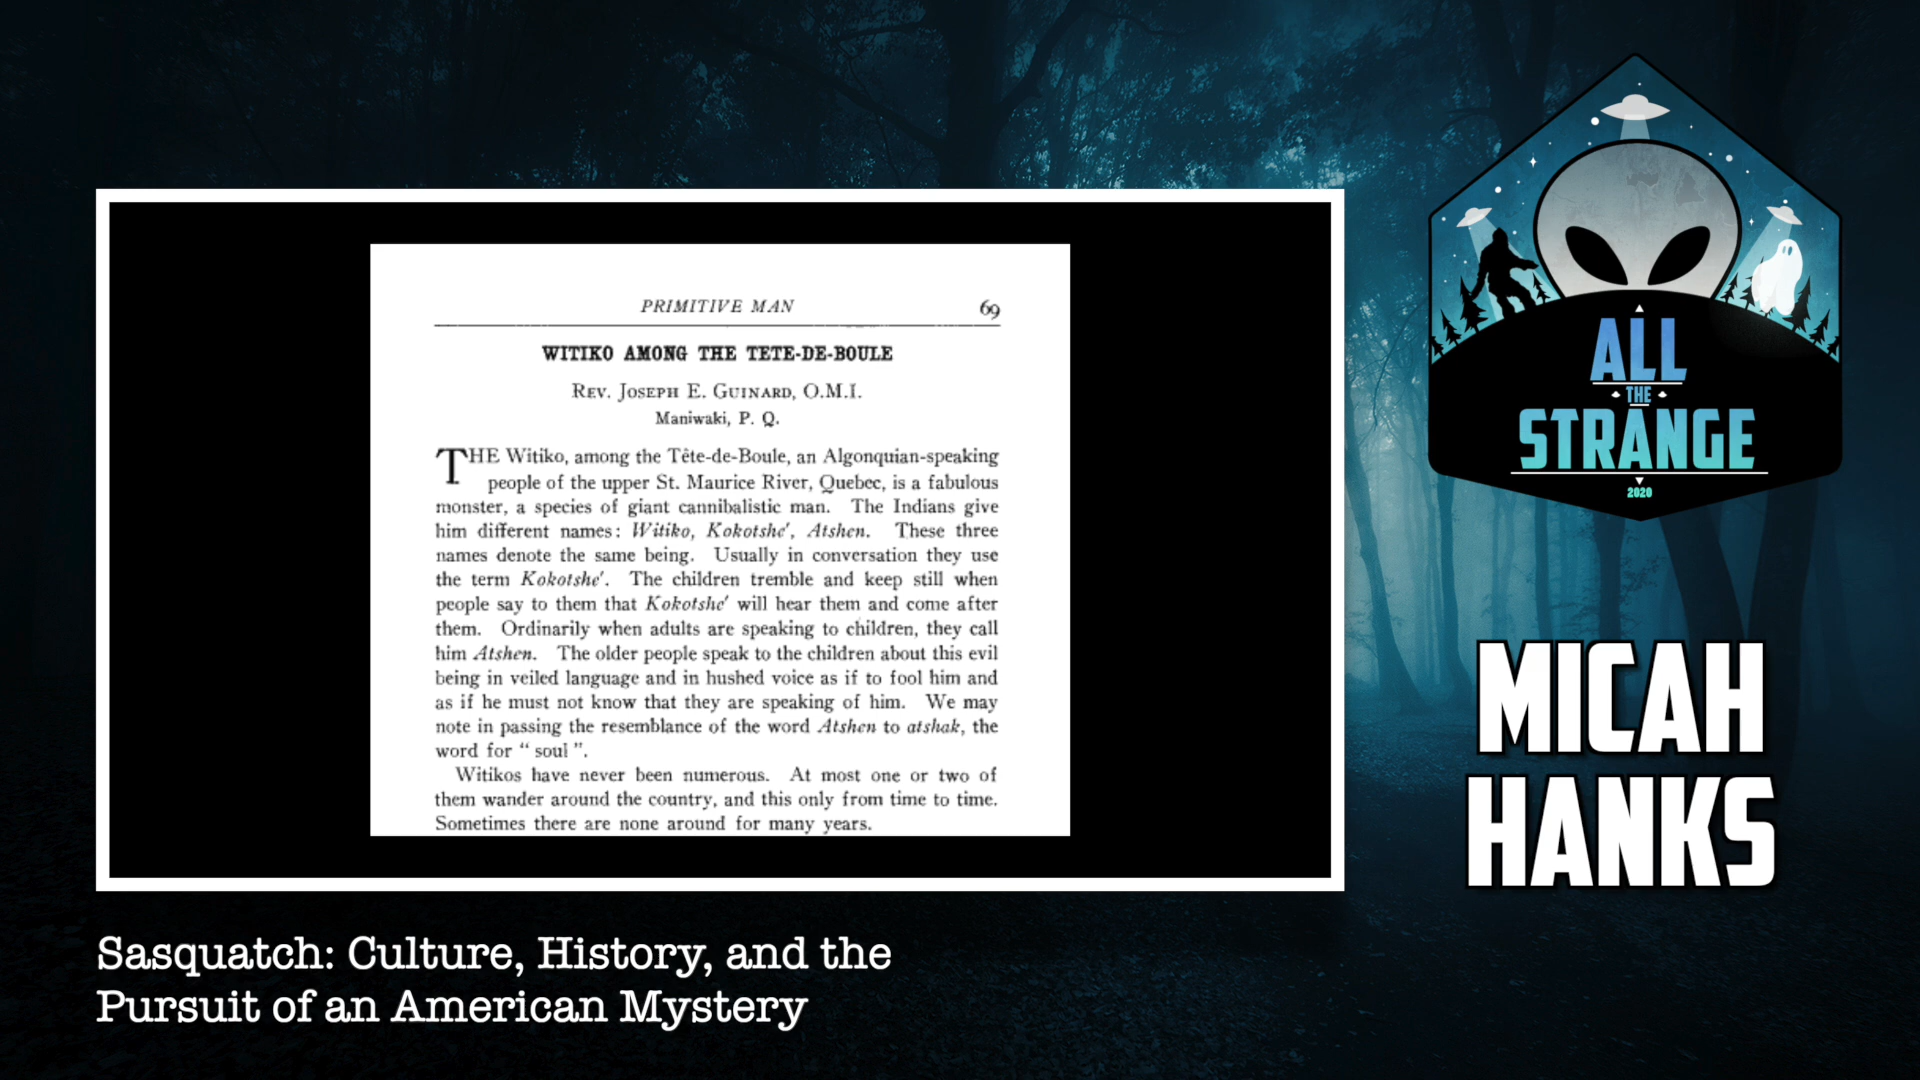 PRIMITIVE MAN 69
WITIKO AMONG THE TETE-DE-BOULE
REV. JOSEPH E. GUINARD, O.M.I.
Maniwaki, P. Q.
THE Witiko, among the Tête-de-Boule, an Algonquian-speaking
people of the upper St. Maurice River, Quebec, is a fabulous
monster, a species of giant cannibalistic man. The Indians give
him different names: Witiko, Kokotshe′, Atshen. These three
names denote the same being. Usually in conversation they use
the term Kokotshe′. The children tremble and keep still when
people say to them that Kokotshe′ will hear them and come after
them. Ordinarily when adults are speaking to children, they call
him Atshen. The older people speak to the children about this evil
being in veiled language and in hushed voice as if to fool him and
as if he must not know that they are speaking of him. We may
note in passing the resemblance of the word Atshen to atshak, the
word for “ soul ”.
Witikos have never been numerous. At most one or two of
them wander around the country, and this only from time to time.
Sometimes there are none around for many years.
ALL
THE
STRANGE
2020
MICAH
HANKS
Sasquatch: Culture, History, and the
Pursuit of an American Mystery